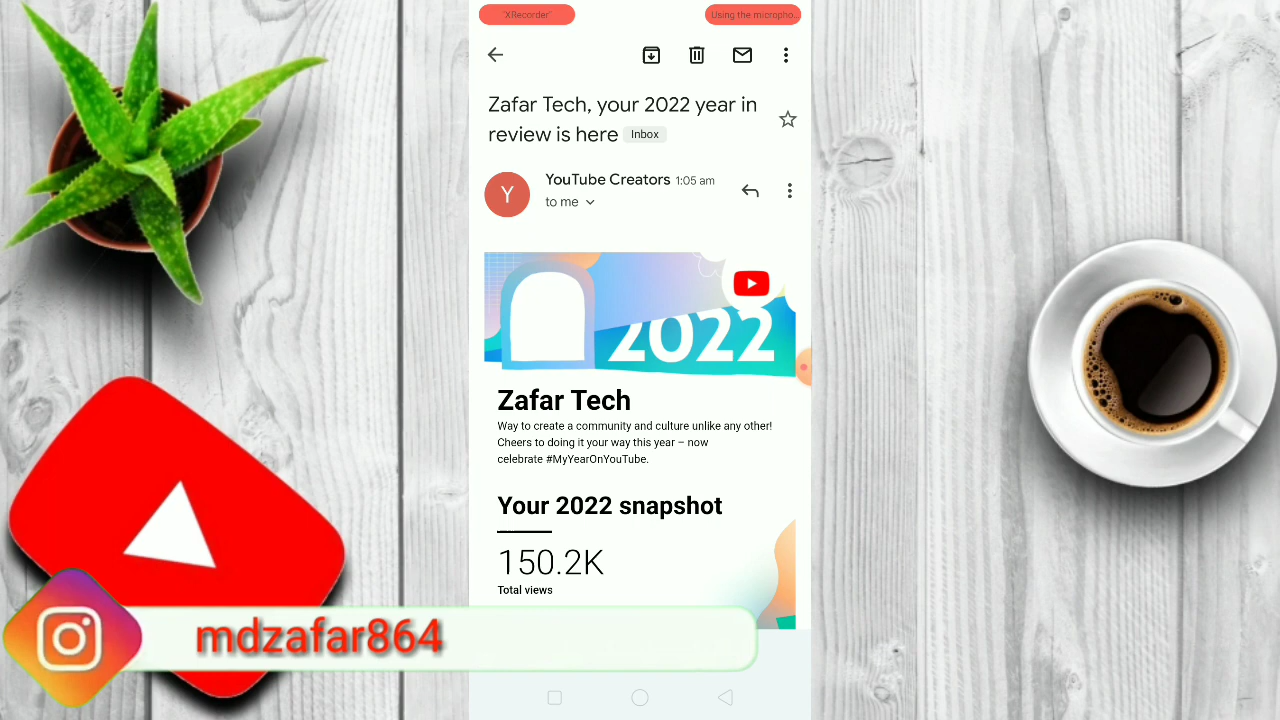 "XRecorder"
Using the micropho...
Zafar Tech, your 2022 year in
review is here Inbox
Y
YouTube Creators 1:05 am
to me
2022
Zafar Tech
Way to create a community and culture unlike any other!
Cheers to doing it your way this year – now
celebrate #MyYearOnYouTube.
Your 2022 snapshot
150.2K
Total views
mdzafar864